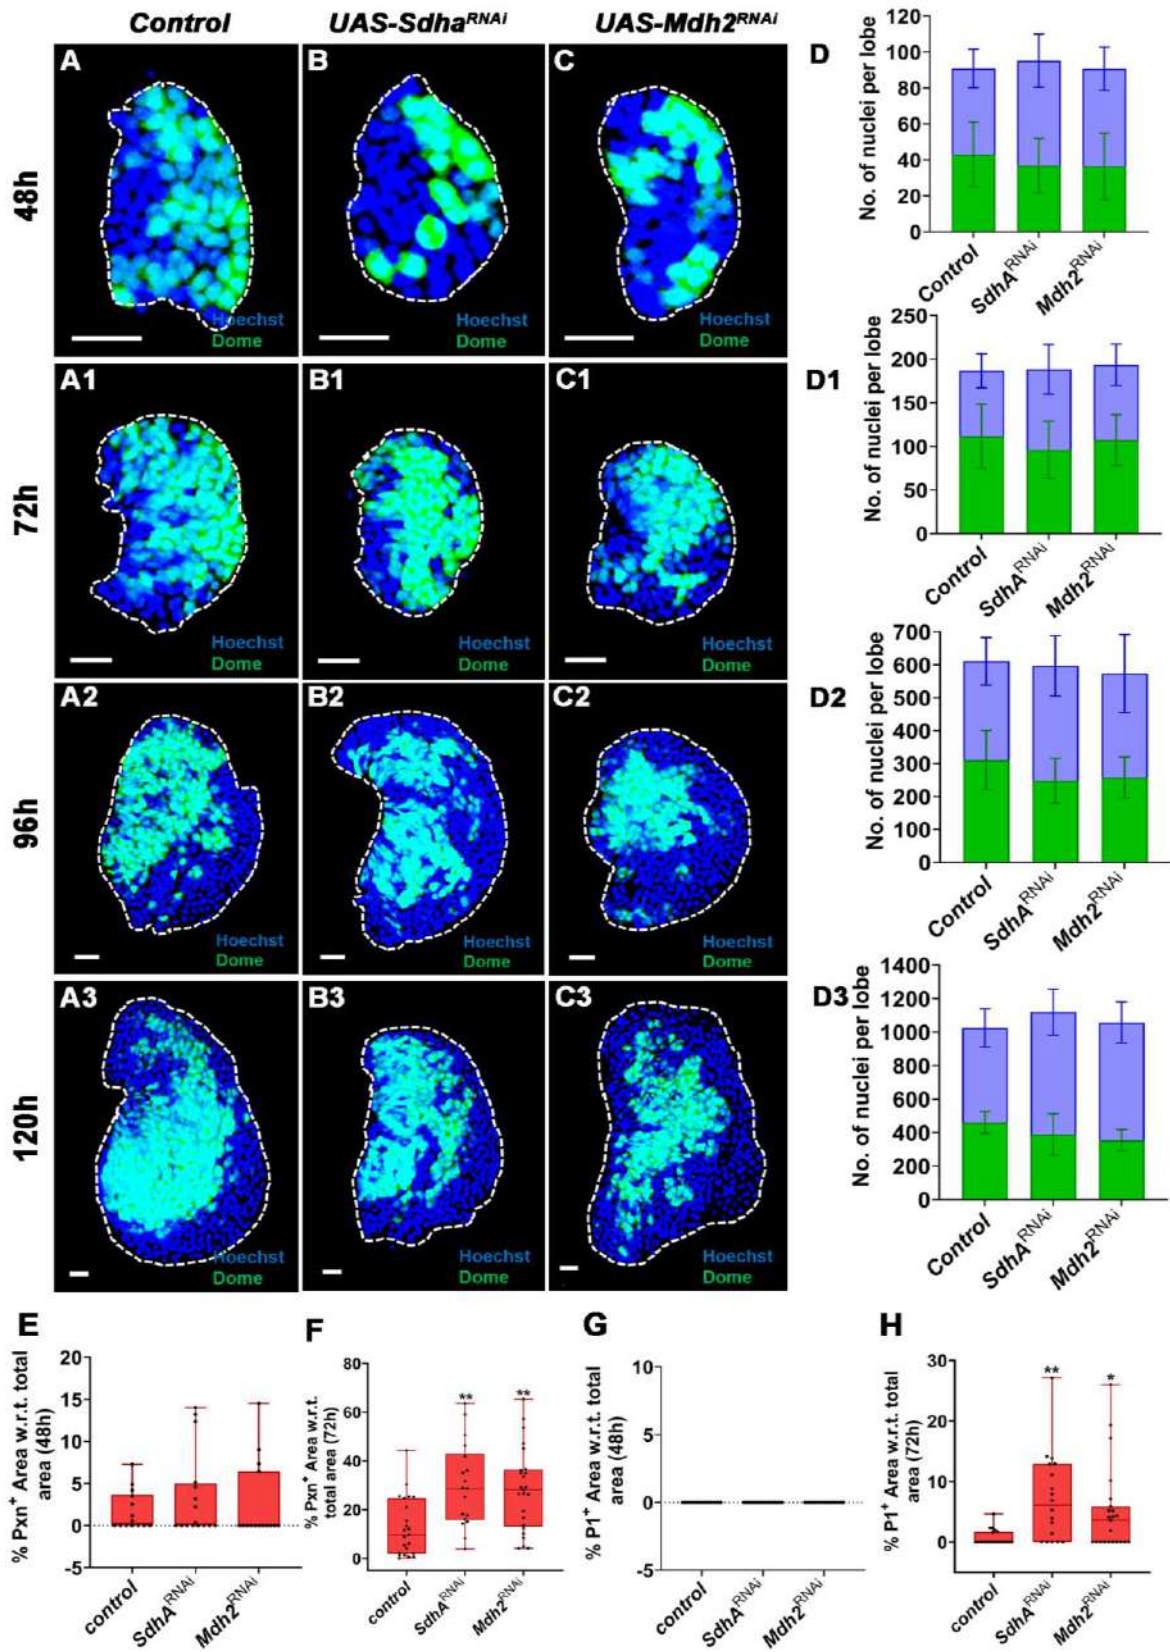 Control UAS-Sdha^RNAi UAS-Mdh2^RNAi
48h
A
Hoechst
Dome
B
Hoechst
Dome
C
Hoechst
Dome
D
No. of nuclei per lobe
120
100
80
60
40
20
0
Control SdhA^RNAi Mdh2^RNAi
72h
A1
Hoechst
Dome
B1
Hoechst
Dome
C1
Hoechst
Dome
D1
No. of nuclei per lobe
250
200
150
100
50
0
Control SdhA^RNAi Mdh2^RNAi
96h
A2
Hoechst
Dome
B2
Hoechst
Dome
C2
Hoechst
Dome
D2
No. of nuclei per lobe
700
600
500
400
300
200
100
0
Control SdhA^RNAi Mdh2^RNAi
120h
A3
Hoechst
Dome
B3
Hoechst
Dome
C3
Hoechst
Dome
D3
No. of nuclei per lobe
1400
1200
1000
800
600
400
200
0
Control SdhA^RNAi Mdh2^RNAi
E
% Pxn⁺ Area w.r.t. total
area (48h)
20
15
10
5
0
-5
control SdhA^RNAi Mdh2^RNAi
F
% Pxn⁺ Area w.r.t.
total area (72h)
80
60
40
20
0
** **
control SdhA^RNAi Mdh2^RNAi
G
% P1⁺ Area w.r.t. total
area (48h)
10
5
0
-5
control SdhA^RNAi Mdh2^RNAi
H
% P1⁺ Area w.r.t. total
area (72h)
30
20
10
0
** *
control SdhA^RNAi Mdh2^RNAi